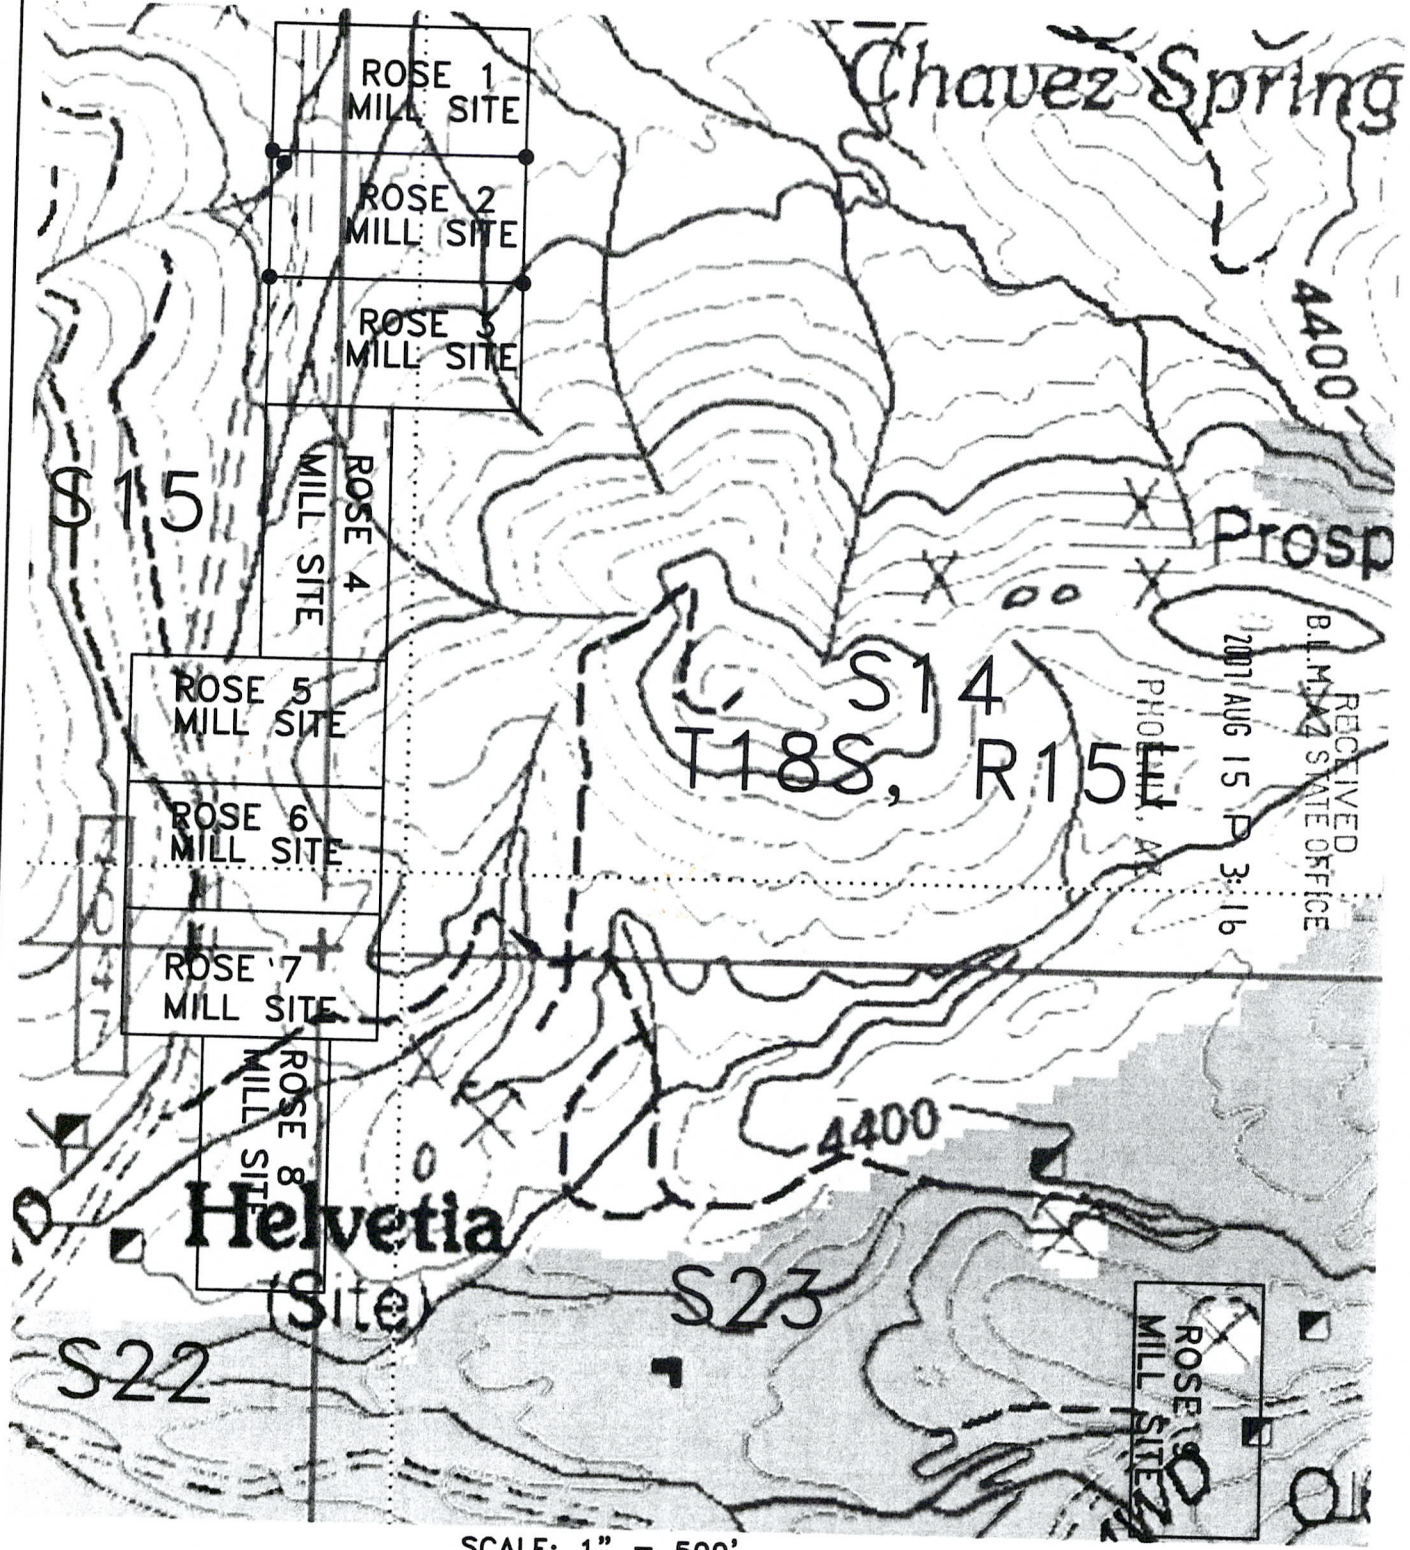 Chavez Spring
ROSE 1
MILL SITE
ROSE 2
MILL SITE
ROSE 3
MILL SITE
4400
S15
ROSE 4
MILL SITE
Prosp
RECEIVED
B.L.M. AZ STATE OFFICE
2007 AUG 15 P 3:16
PHOENIX, AZ
S14
T18S, R15E
ROSE 5
MILL SITE
ROSE 6
MILL SITE
ROSE 7
MILL SITE
ROSE 8
MILL SITE
4400
Helvetia
(Site)
S23
S22
ROSE 9
MILL SITE
SCALE: 1" = 500'